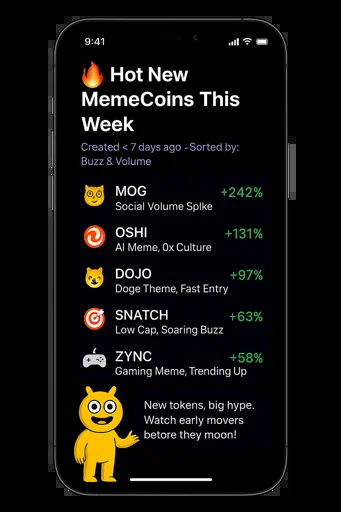 9:41
🔥 Hot New
MemeCoins This
Week
Created < 7 days ago -Sorted by:
Buzz & Volume
MOG +242%
Social Volume Splke
OSHI +131%
AI Meme, 0x Culture
DOJO +97%
Doge Theme, Fast Entry
SNATCH +63%
Low Cap, Soaring Buzz
ZYNC +58%
Gaming Meme, Trending Up
New tokens, big hype.
Watch early movers
betore they moon!